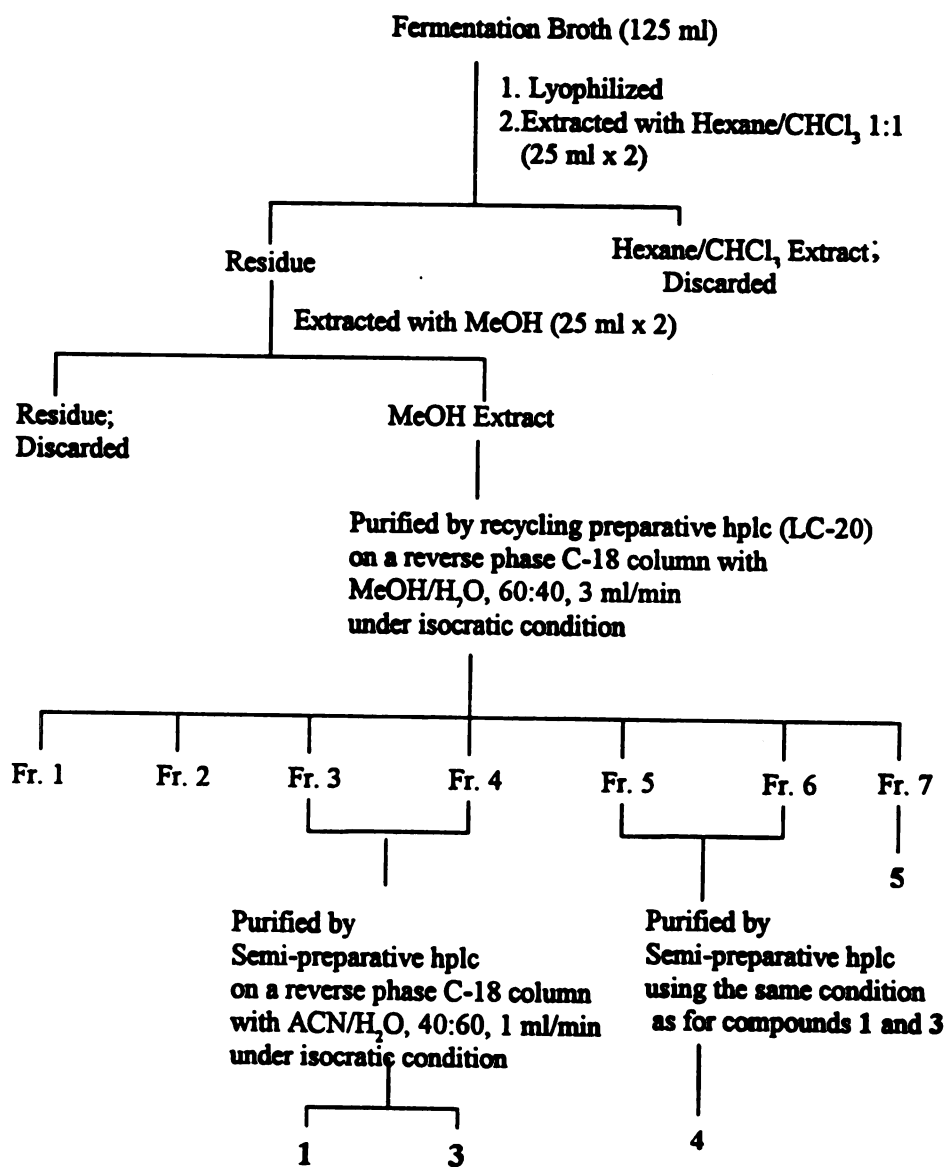 Fermentation Broth (125 ml)
1. Lyophilized
2.Extracted with Hexane/CHCl₃ 1:1
(25 ml x 2)
Residue
Hexane/CHCl₃ Extract;
Discarded
Extracted with MeOH (25 ml x 2)
Residue;
Discarded
MeOH Extract
Purified by recycling preparative hplc (LC-20)
on a reverse phase C-18 column with
MeOH/H₂O, 60:40, 3 ml/min
under isocratic condition
Fr. 1 Fr. 2 Fr. 3 Fr. 4 Fr. 5 Fr. 6 Fr. 7
5
Purified by
Semi-preparative hplc
on a reverse phase C-18 column
with ACN/H₂O, 40:60, 1 ml/min
under isocratic condition
Purified by
Semi-preparative hplc
using the same condition
as for compounds 1 and 3
1 3
4